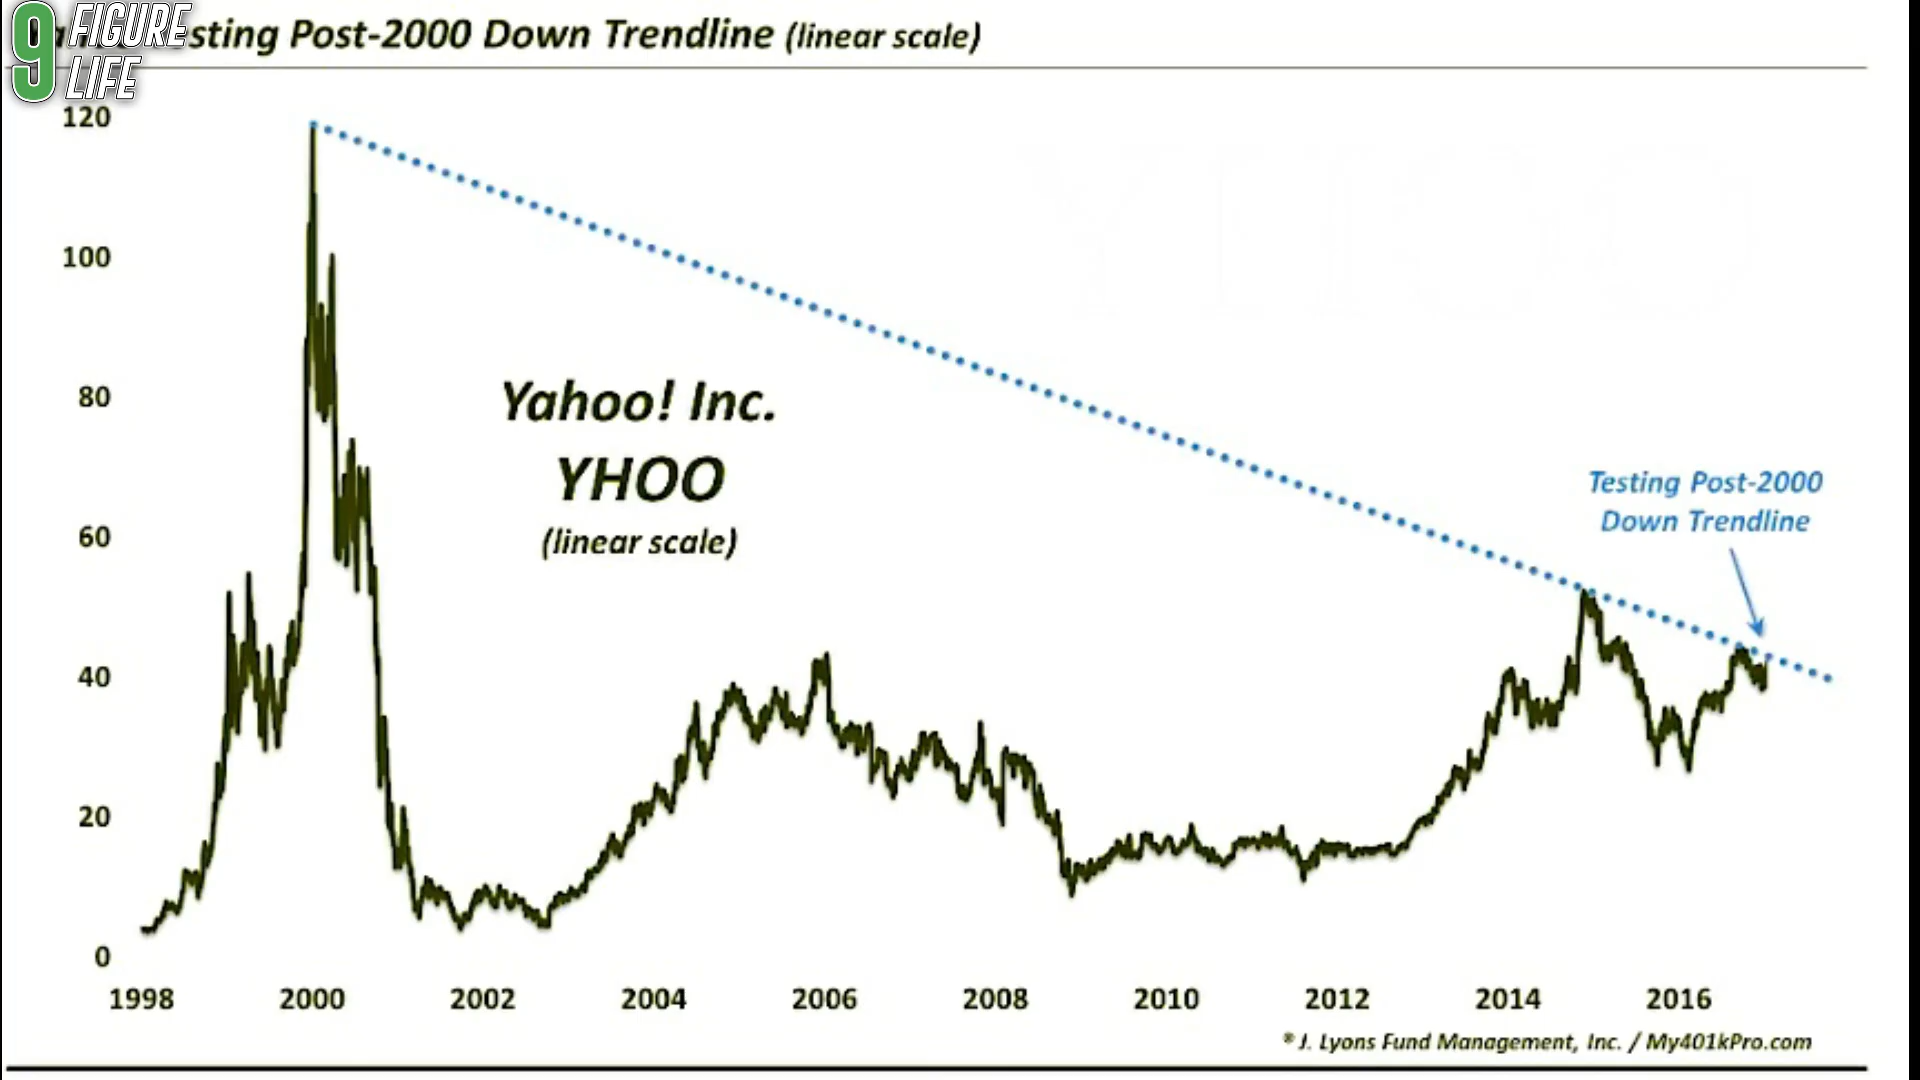 9 FIGURE
LIFE
sting Post-2000 Down Trendline (linear scale)
120
100
80
60
40
20
0
Yahoo! Inc.
YHOO
(linear scale)
Testing Post-2000
Down Trendline
1998 2000 2002 2004 2006 2008 2010 2012 2014 2016
® J. Lyons Fund Management, Inc. / My401kPro.com